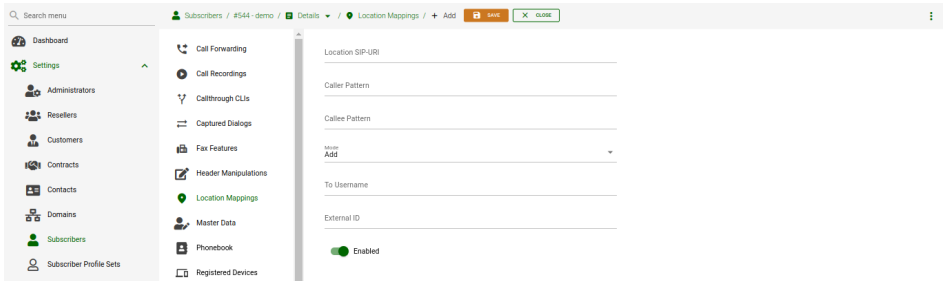 Search menu
Subscribers / #544 - demo / Details / Location Mappings / + Add SAVE CLOSE
Dashboard
Settings
Administrators
Resellers
Customers
Contracts
Contacts
Domains
Subscribers
Subscriber Profile Sets
Call Forwarding
Call Recordings
Callthrough CLIs
Captured Dialogs
Fax Features
Header Manipulations
Location Mappings
Master Data
Phonebook
Registered Devices
Location SIP-URI
Caller Pattern
Callee Pattern
Mode
Add
To Username
External ID
Enabled